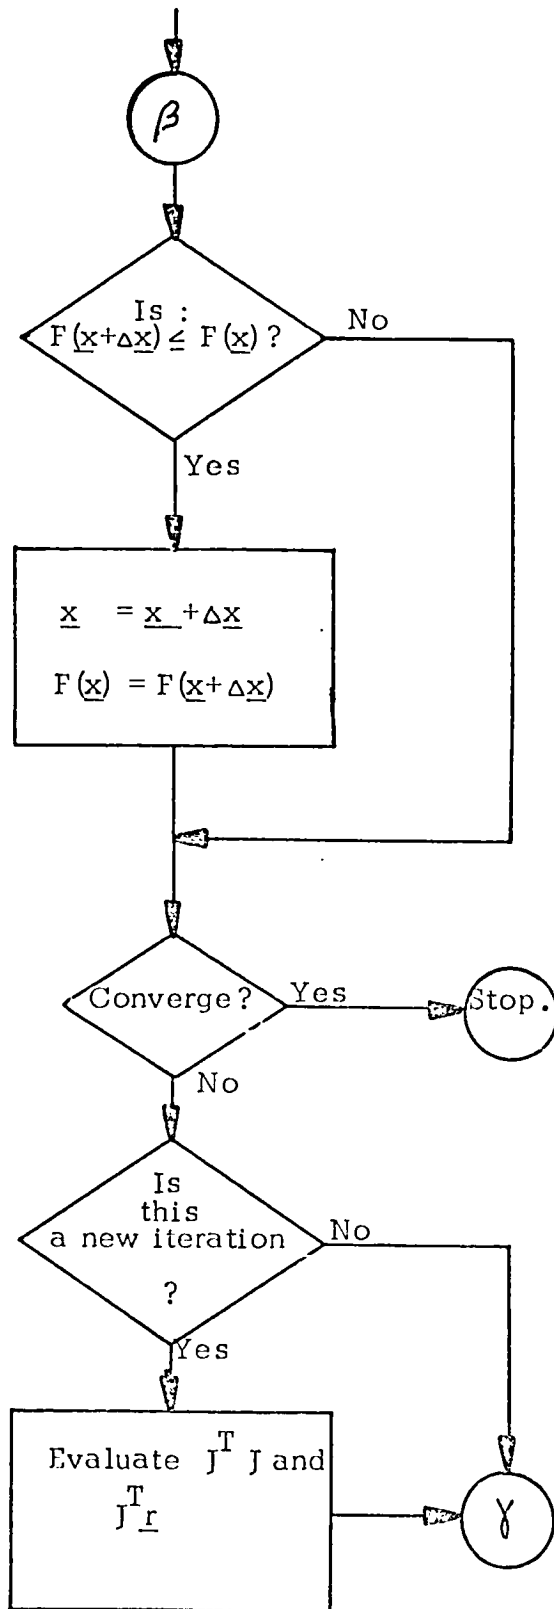 β
Is :
F(x+Δx) ≤ F(x) ?
No
Yes
x = x + Δx
F(x) = F(x+Δx)
Converge?
Yes
Stop.
No
Is
this
a new iteration
?
No
Yes
Evaluate J^T J and
J^T r
γ